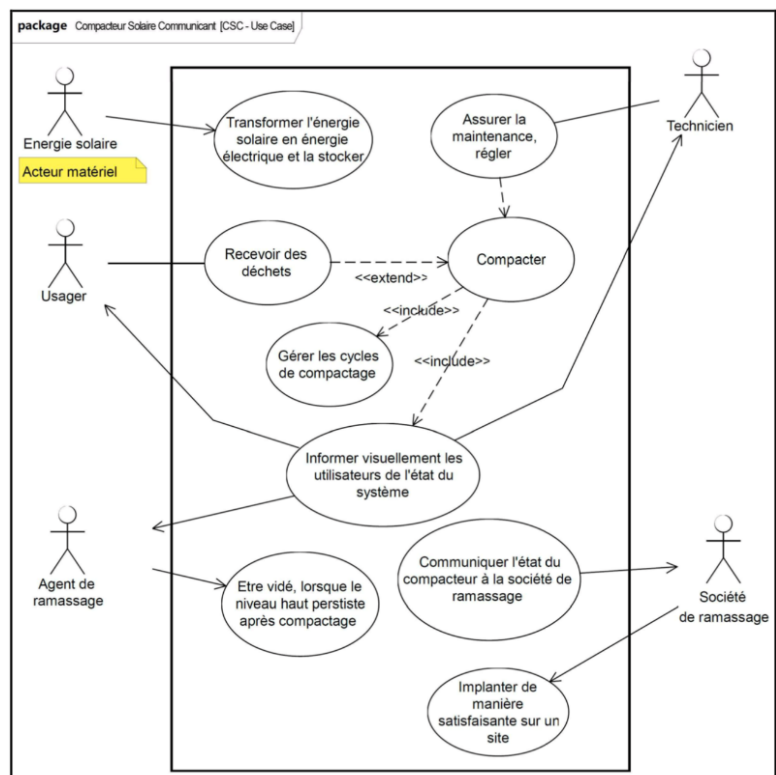 package Compacteur Solaire Communicant [CSC - Use Case]
Energie solaire
Acteur matériel
Transformer l'énergie
solaire en énergie
électrique et la stocker
Assurer la
maintenance,
régler
Technicien
Usager
Recevoir des
déchets
<<extend>>
Compacter
<<include>>
Gérer les cycles
de compactage
<<include>>
Informer visuellement les
utilisateurs de l'état du
système
Agent de
ramassage
Etre vidé, lorsque le
niveau haut perstiste
après compactage
Communiquer l'état du
compacteur à la société
de ramassage
Société
de ramassage
Implanter de
manière
satisfaisante sur un
site